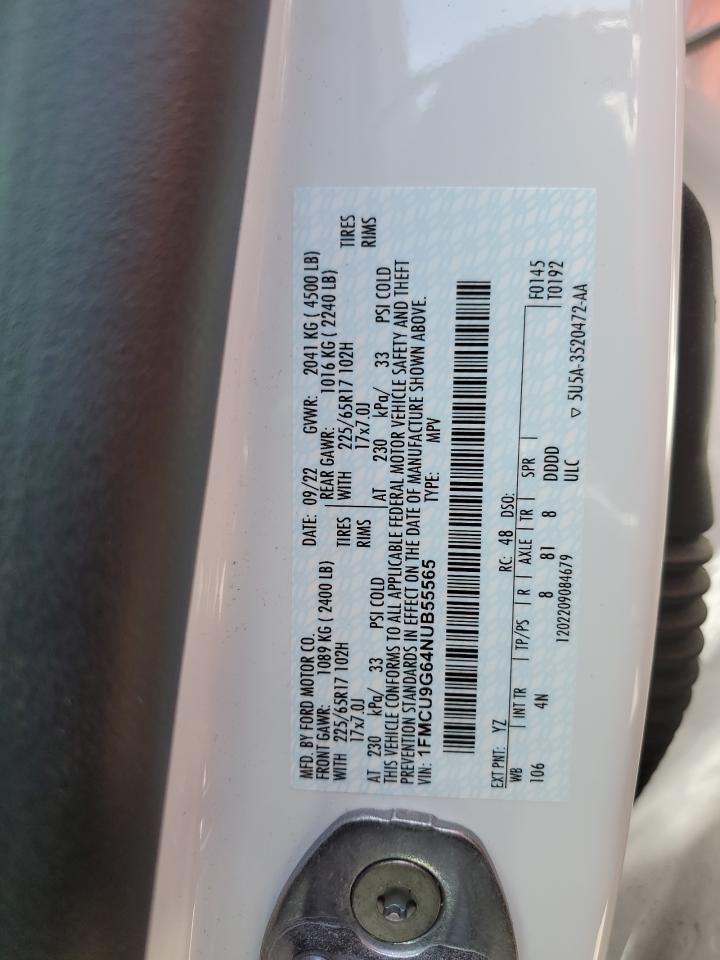 MFD. BY FORD MOTOR CO. DATE: 09/22 GVWR: 2041 KG ( 4500 LB)
FRONT GAWR: 1089 KG ( 2400 LB) REAR GAWR: 1016 KG ( 2240 LB)
WITH 225/65R17 102H TIRES WITH 225/65R17 102H TIRES
17x7.0J RIMS 17x7.0J RIMS
AT 230 kPa/ 33 PSI COLD AT 230 kPa/ 33 PSI COLD
THIS VEHICLE CONFORMS TO ALL APPLICABLE FEDERAL MOTOR VEHICLE SAFETY AND THEFT
PREVENTION STANDARDS IN EFFECT ON THE DATE OF MANUFACTURE SHOWN ABOVE.
VIN: 1FMCU9G64NUB55565 TYPE: MPV
EXT PNT: YZ RC: 48 DSO: F0145
WB INT TR TP/PS R AXLE TR SPR T0192
106 4N 8 81 8 DDDD
1202209084679 ULC ▽ 5U5A-3520472-AA